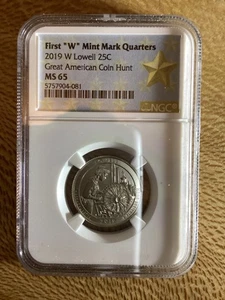 First "W" Mint Mark Quarters
2019 W Lowell 25C
Great American Coin Hunt
MS 65
5757904-081
NGC